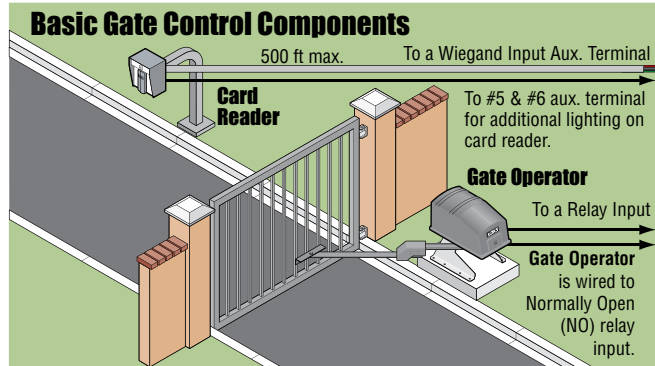 Basic Gate Control Components
500 ft max.
To a Wiegand Input Aux. Terminal
Card
Reader
To #5 & #6 aux. terminal
for additional lighting on
card reader.
Gate Operator
To a Relay Input
Gate Operator
is wired to
Normally Open
(NO) relay
input.